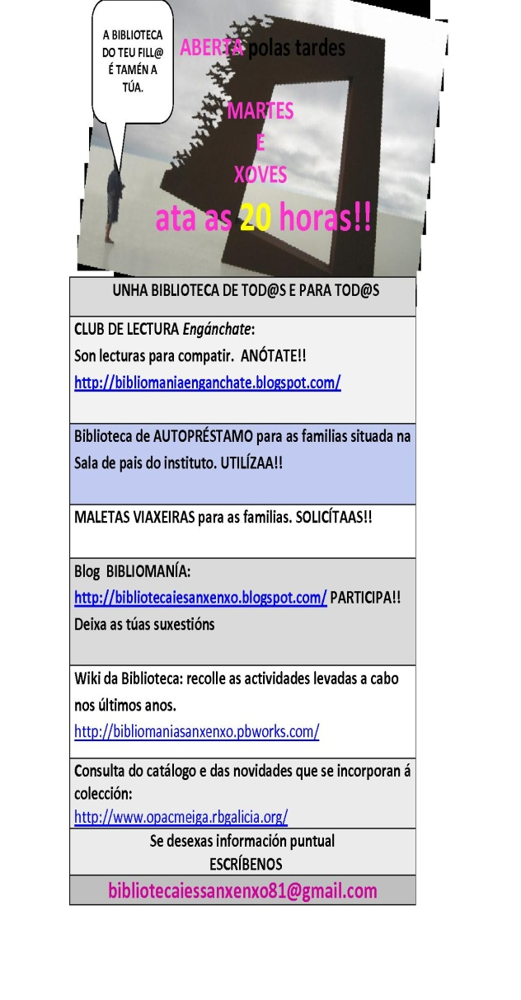 A BIBLIOTECA
DO TEU FILL@
É TAMÉN A
TÚA.
ABERTA polas tardes
MARTES
E
XOVES
ata as 20 horas!!
UNHA BIBLIOTECA DE TOD@S E PARA TOD@S
CLUB DE LECTURA Engánchate:
Son lecturas para compatir. ANÓTATE!!
http://bibliomaniaenganchate.blogspot.com/
Biblioteca de AUTOPRÉSTAMO para as familias situada na
Sala de pais do instituto. UTILÍZAA!!
MALETAS VIAXEIRAS para as familias. SOLICÍTAAS!!
Blog BIBLIOMANÍA:
http://bibliotecaiesanxenxo.blogspot.com/ PARTICIPA!!
Deixa as túas suxestións
Wiki da Biblioteca: recolle as actividades levadas a cabo
nos últimos anos.
http://bibliomaniasanxenxo.pbworks.com/
Consulta do catálogo e das novidades que se incorporan á
colección:
http://www.opacmeiga.rbgalicia.org/
Se desexas información puntual
ESCRÍBENOS
bibliotecaiessanxenxo81@gmail.com